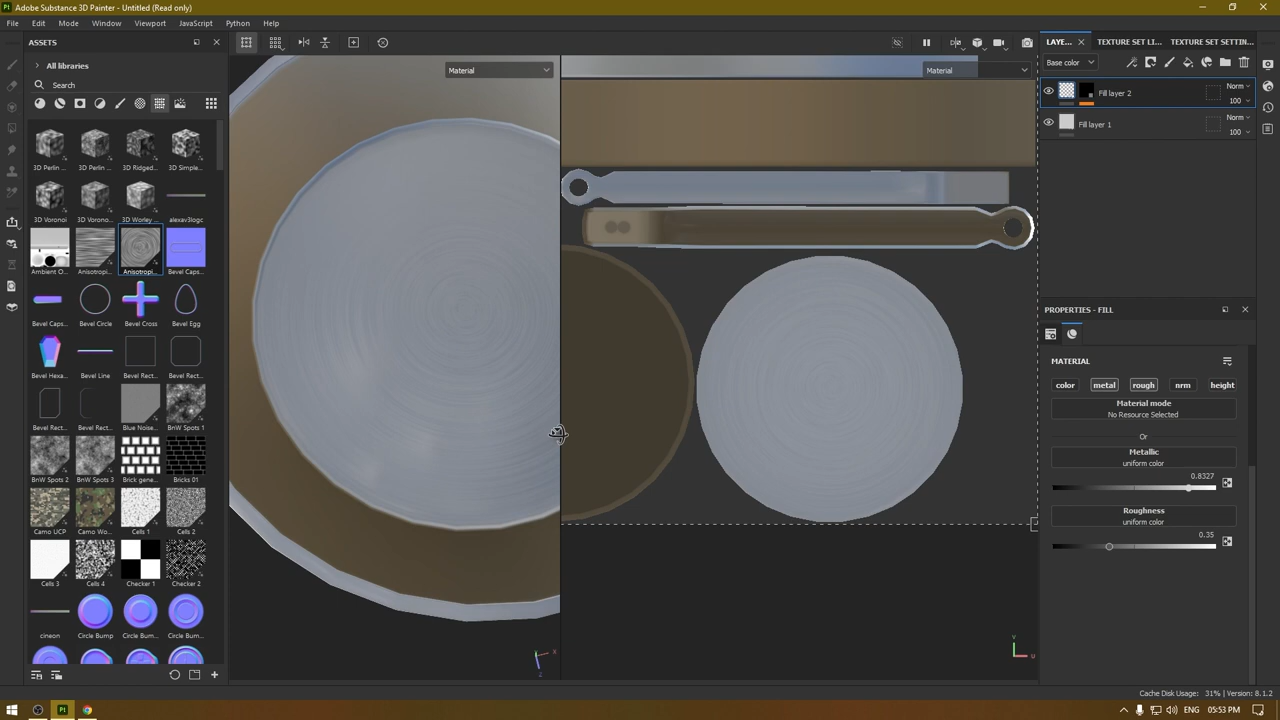 Adobe Substance 3D Painter - Untitled (Read only)
File Edit Mode Window Viewport JavaScript Python Help
ASSETS
All libraries
Search
3D Perlin ... 3D Perlin ... 3D Ridged... 3D Simple...
3D Voronoi 3D Vorono... 3D Worley ... alexav3logc
Ambient O... Anisotropi... Anisotropi... Bevel Caps...
Bevel Caps... Bevel Circle Bevel Cross Bevel Egg
Bevel Hexa... Bevel Line Bevel Rect... Bevel Rect...
Bevel Rect... Bevel Rect... Blue Noise... BnW Spots 1
BnW Spots 2 BnW Spots 3 Brick gene... Bricks 01
Camo UCP Camo Wo... Cells 1 Cells 2
Cells 3 Cells 4 Checker 1 Checker 2
cineon Circle Bump Circle Bum... Circle Bum...
Material
X
Z
Material
V
U
LAYE... TEXTURE SET LI... TEXTURE SET SETTIN...
Base color
Fill layer 2 Norm
100
Fill layer 1 Norm
100
PROPERTIES - FILL
MATERIAL
color metal rough nrm height
Material mode
No Resource Selected
Or
Metallic
uniform color
0.8327
Roughness
uniform color
0.35
Cache Disk Usage: 31% | Version: 8.1.2
Pt
ENG 05:53 PM